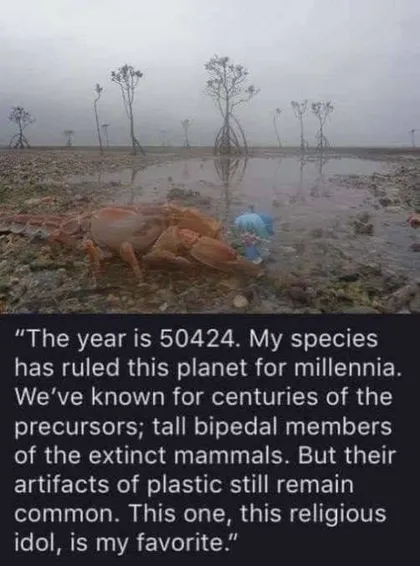 "The year is 50424. My species
has ruled this planet for millennia.
We've known for centuries of the
precursors; tall bipedal members
of the extinct mammals. But their
artifacts of plastic still remain
common. This one, this religious
idol, is my favorite."